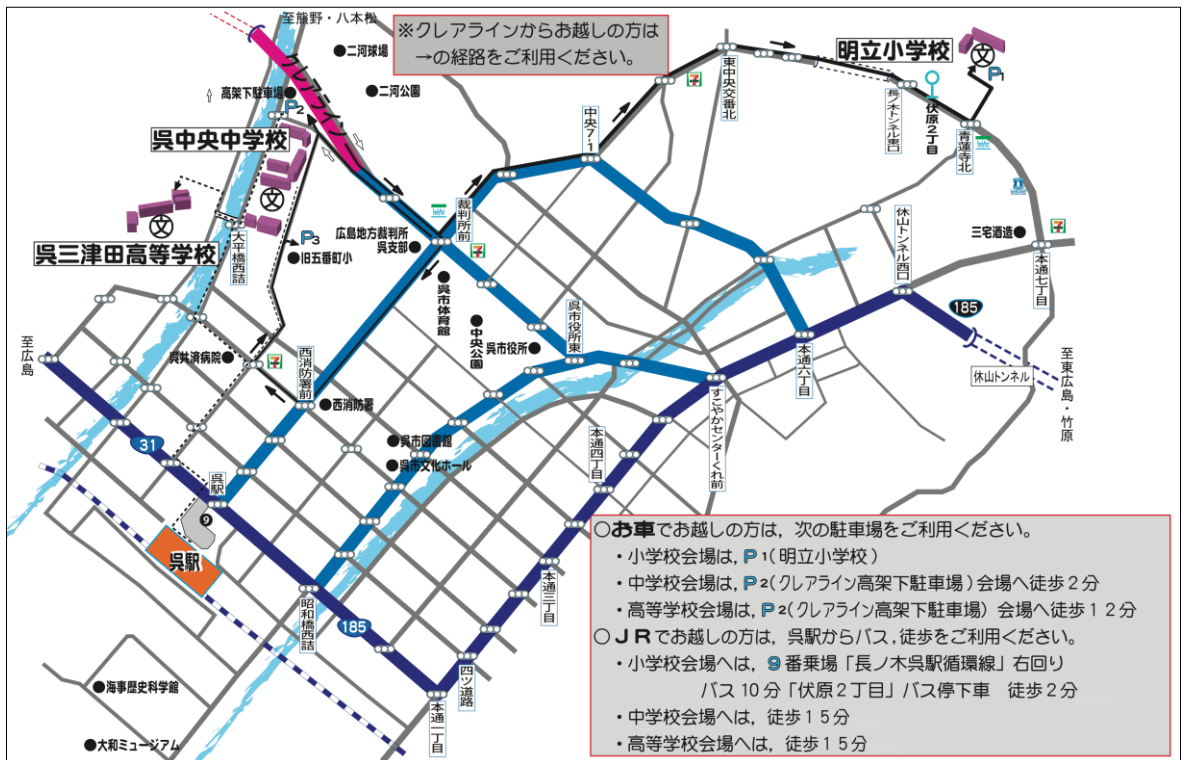 至熊野・八本松
※クレアラインからお越しの方は
→の経路をご利用ください。
二河球場
二河公園
クレアライン
高架下駐車場
P2
呉中央中学校
文
呉三津田高等学校
文
大平橋西詰
P3
旧五番町小
広島地方裁判所
呉支部
裁判所前
中央7-1
東中央交番北
明立小学校
文
P1
長ノ木トンネル東口
伏原2丁目
青蓮寺北
三宅酒造
本通七丁目
休山トンネル西口
185
休山トンネル
至東広島・竹原
本通六丁目
呉市体育館
中央公園
呉市役所
呉市役所東
すこやかセンターくれ前
至広島
呉共済病院
西消防署前
西消防署
31
呉市図書館
呉市文化ホール
本通四丁目
呉駅
9
呉駅
昭和橋西詰
185
本通三丁目
四ツ道路
本通一丁目
海事歴史科学館
大和ミュージアム
○お車でお越しの方は，次の駐車場をご利用ください。
・小学校会場は，P1(明立小学校)
・中学校会場は，P2(クレアライン高架下駐車場)会場へ徒歩2分
・高等学校会場は，P2(クレアライン高架下駐車場) 会場へ徒歩12分
○JRでお越しの方は，呉駅からバス，徒歩をご利用ください。
・小学校会場へは，9番乗場「長ノ木呉駅循環線」右回り
バス10分「伏原2丁目」バス停下車　徒歩2分
・中学校会場へは，徒歩15分
・高等学校会場へは，徒歩15分